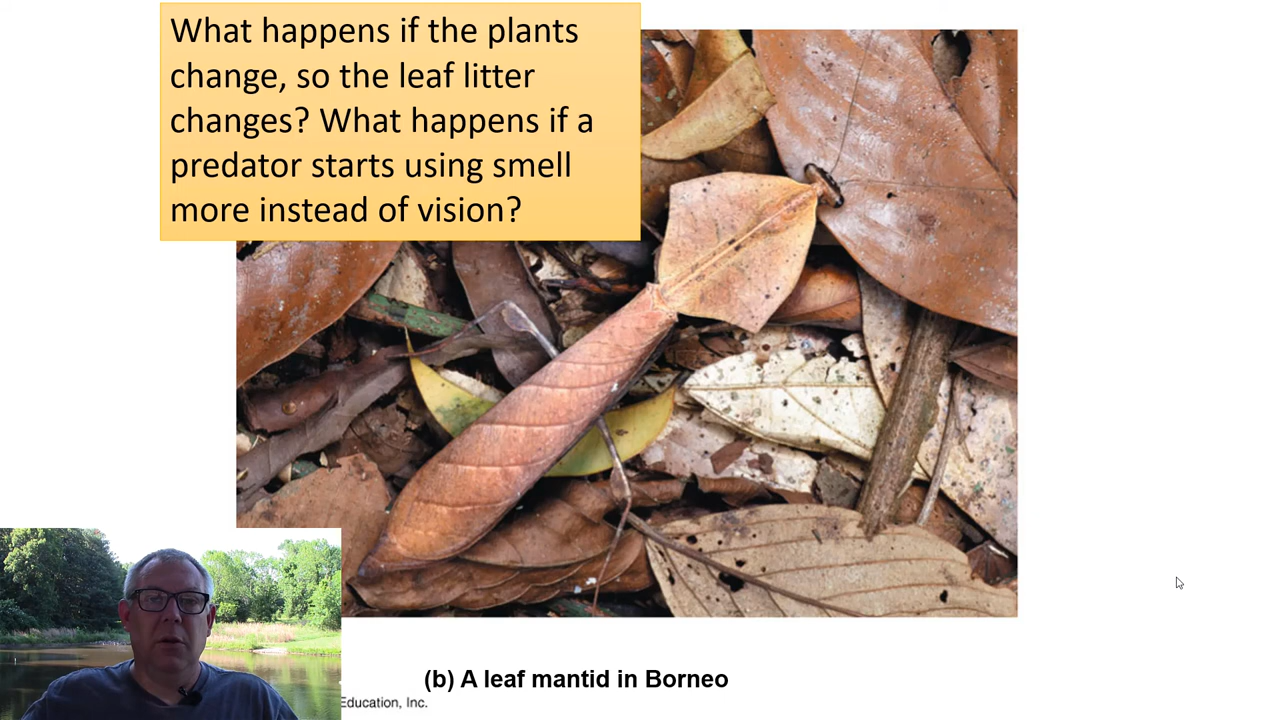 What happens if the plants
change, so the leaf litter
changes? What happens if a
predator starts using smell
more instead of vision?
(b) A leaf mantid in Borneo
Education, Inc.